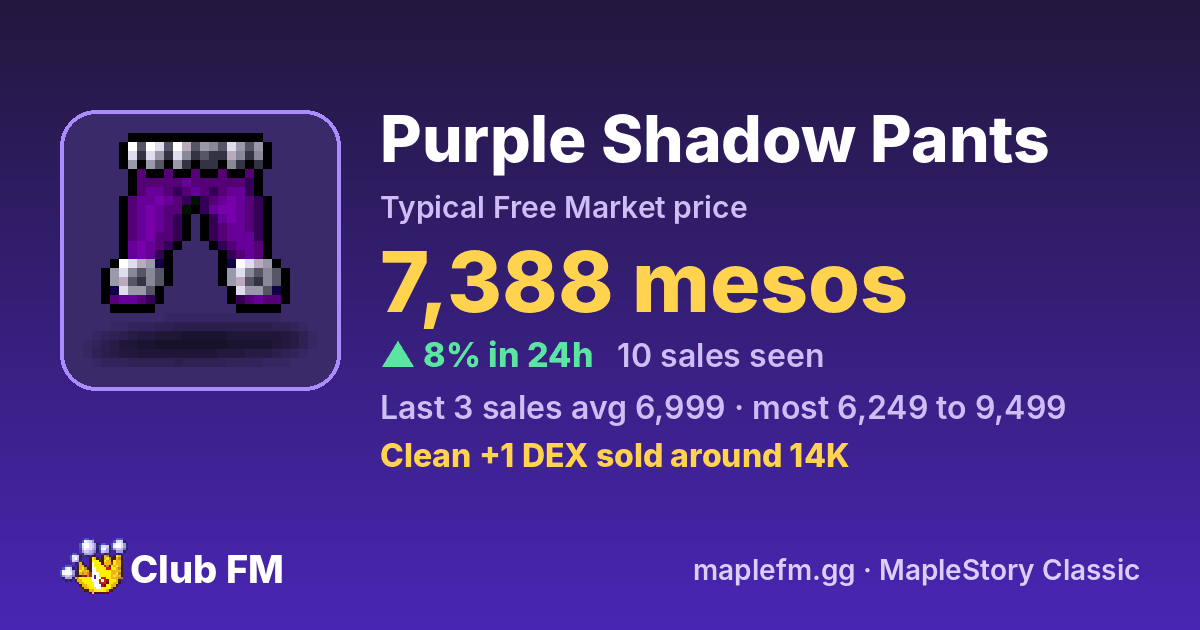 Purple Shadow Pants
Typical Free Market price
7,388 mesos
▲ 8% in 24h 10 sales seen
Last 3 sales avg 6,999 · most 6,249 to 9,499
Clean +1 DEX sold around 14K
Club FM
maplefm.gg · MapleStory Classic